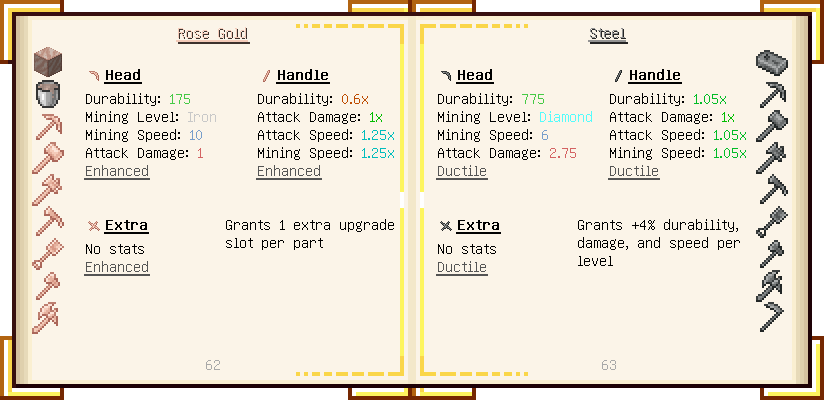 Rose Gold
Head
Durability: 175
Mining Level: Iron
Mining Speed: 10
Attack Damage: 1
Enhanced
Handle
Durability: 0.6x
Attack Damage: 1x
Attack Speed: 1.25x
Mining Speed: 1.25x
Enhanced
Extra
No stats
Enhanced
Grants 1 extra upgrade
slot per part
62
Steel
Head
Durability: 775
Mining Level: Diamond
Mining Speed: 6
Attack Damage: 2.75
Ductile
Handle
Durability: 1.05x
Attack Damage: 1x
Attack Speed: 1.05x
Mining Speed: 1.05x
Ductile
Extra
No stats
Ductile
Grants +4% durability,
damage, and speed per
level
63